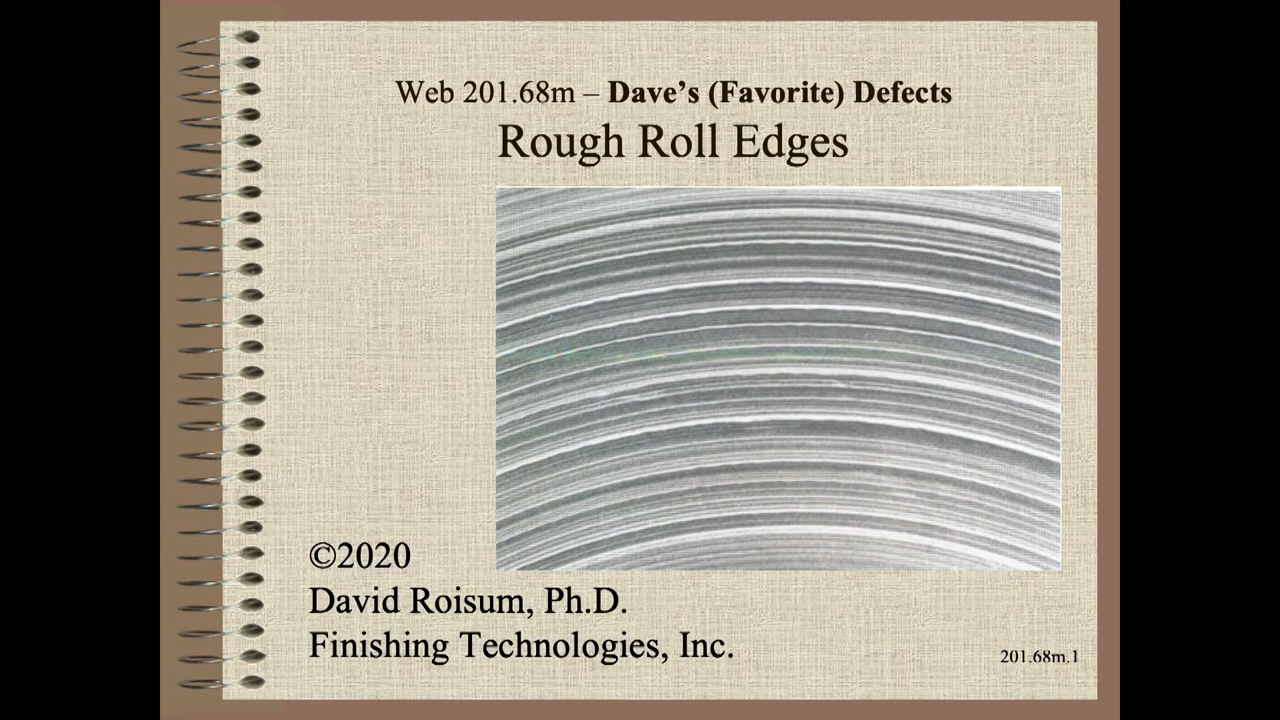 Web 201.68m – Dave’s (Favorite) Defects
Rough Roll Edges
©2020
David Roisum, Ph.D.
Finishing Technologies, Inc.
201.68m.1